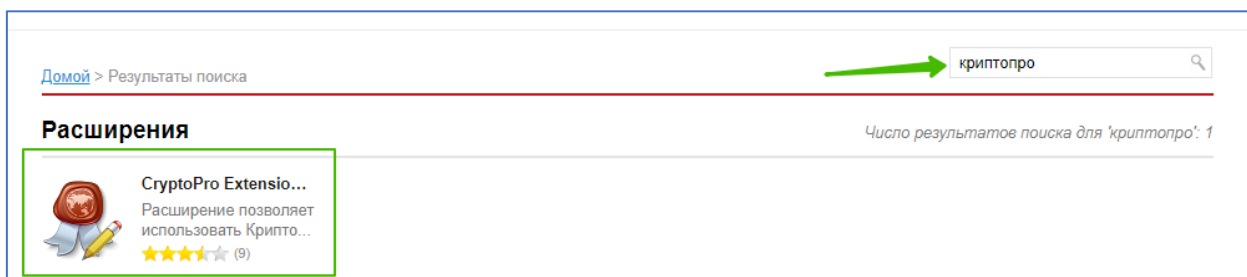 криптопро
Домой > Результаты поиска
Расширения
Число результатов поиска для 'криптопро': 1
CryptoPro Extensio...
Расширение позволяет
использовать Крипто...
(9)